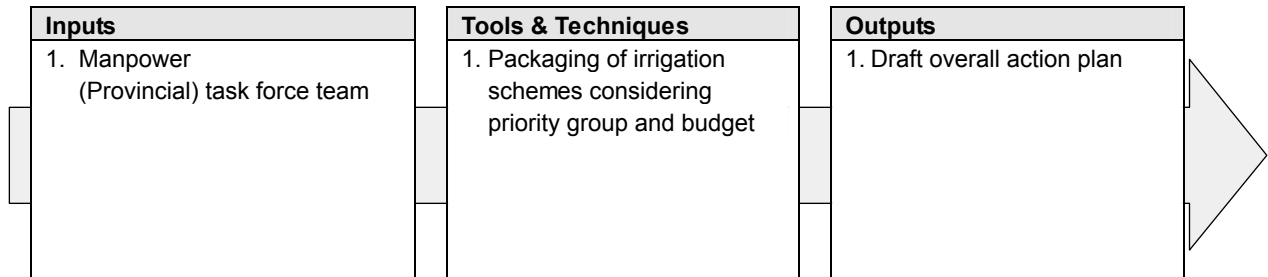 Inputs
1. Manpower
(Provincial) task force team
Tools & Techniques
1. Packaging of irrigation
schemes considering
priority group and budget
Outputs
1. Draft overall action plan